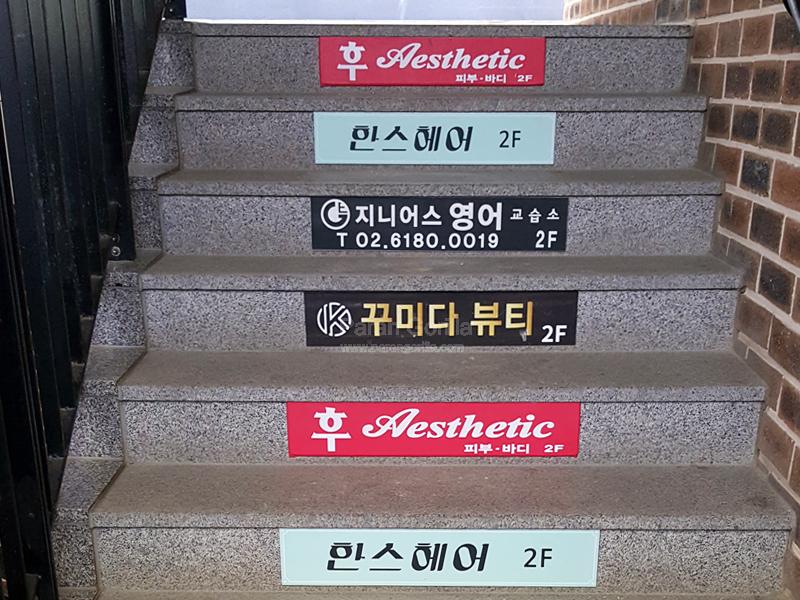 후 Aesthetic
피부-바디 2F
한스헤어 2F
지니어스 영어 교습소
T 02.6180.0019 2F
꾸미다 뷰티 2F
후 Aesthetic
피부-바디 2F
한스헤어 2F